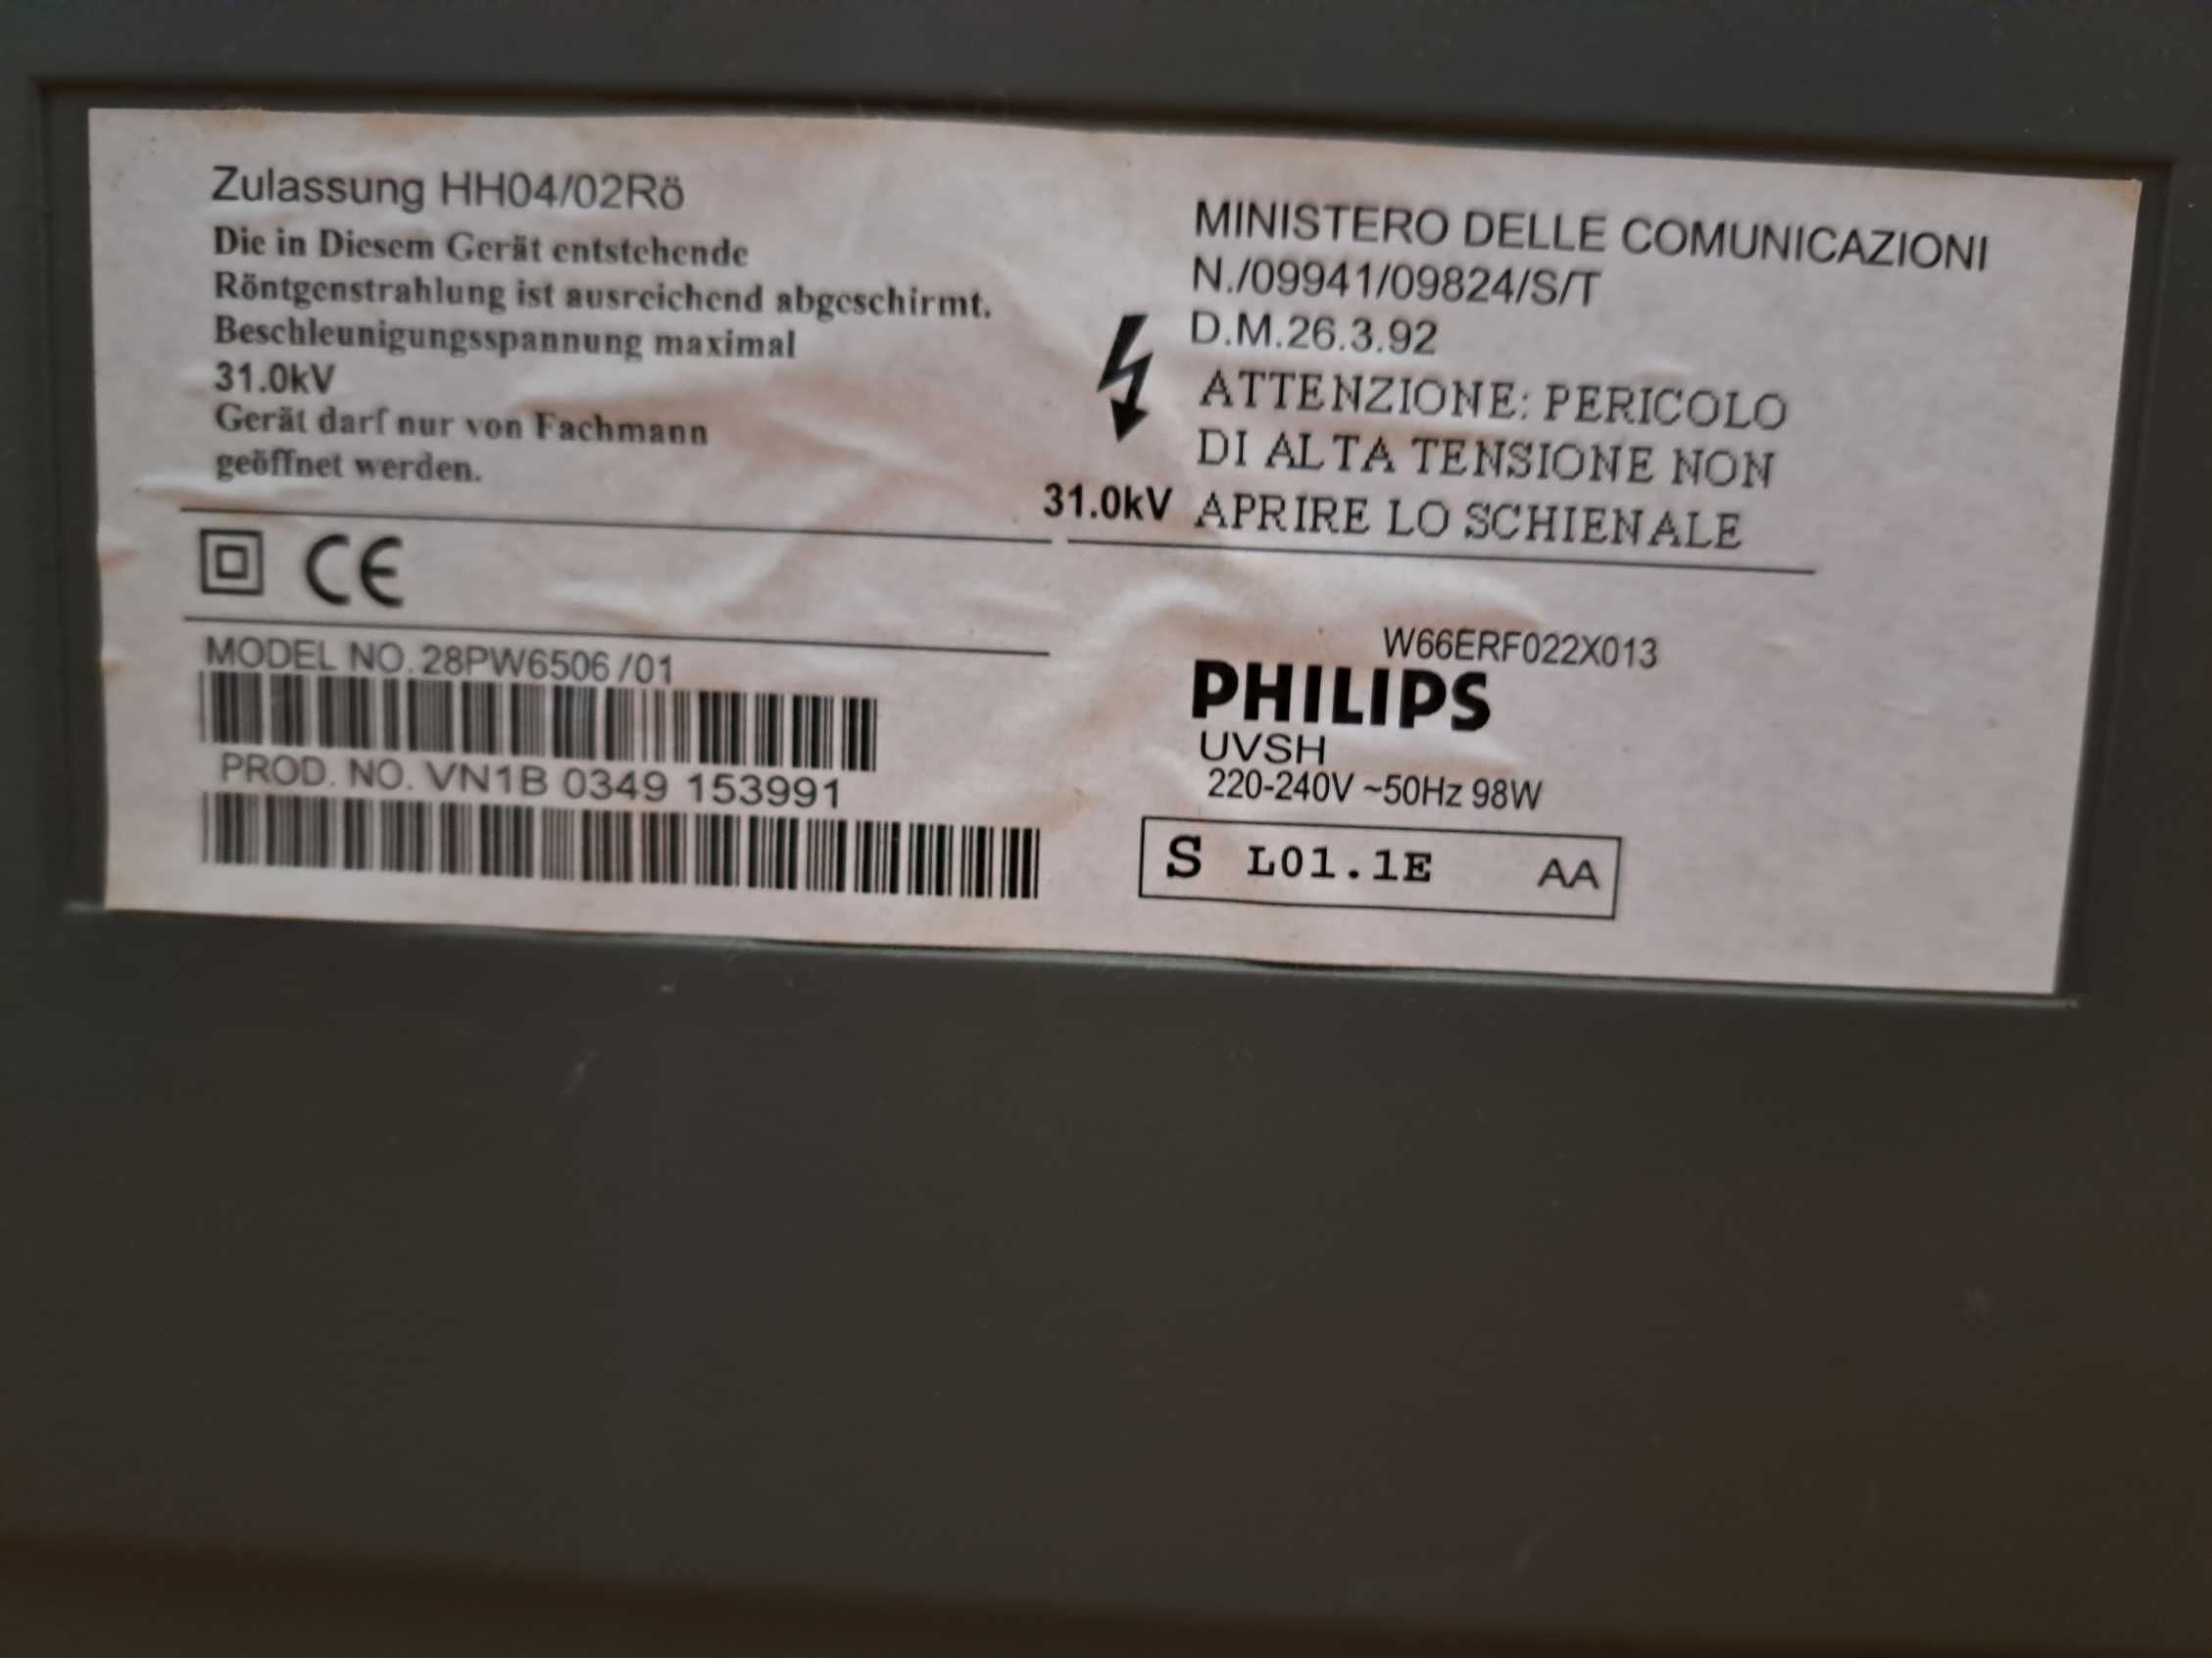 Zulassung HH04/02Rö
Die in Diesem Gerät entstehende
Röntgenstrahlung ist ausreichend abgeschirmt.
Beschleunigungsspannung maximal
31.0kV
Gerät darf nur von Fachmann
geöffnet werden.
CE
MODEL NO. 28PW6506 /01
PROD. NO. VN1B 0349 153991
MINISTERO DELLE COMUNICAZIONI
N./09941/09824/S/T
D.M.26.3.92
ATTENZIONE: PERICOLO
DI ALTA TENSIONE NON
31.0kV APRIRE LO SCHIENALE
W66ERF022X013
PHILIPS
UVSH
220-240V ~50Hz 98W
S L01.1E AA